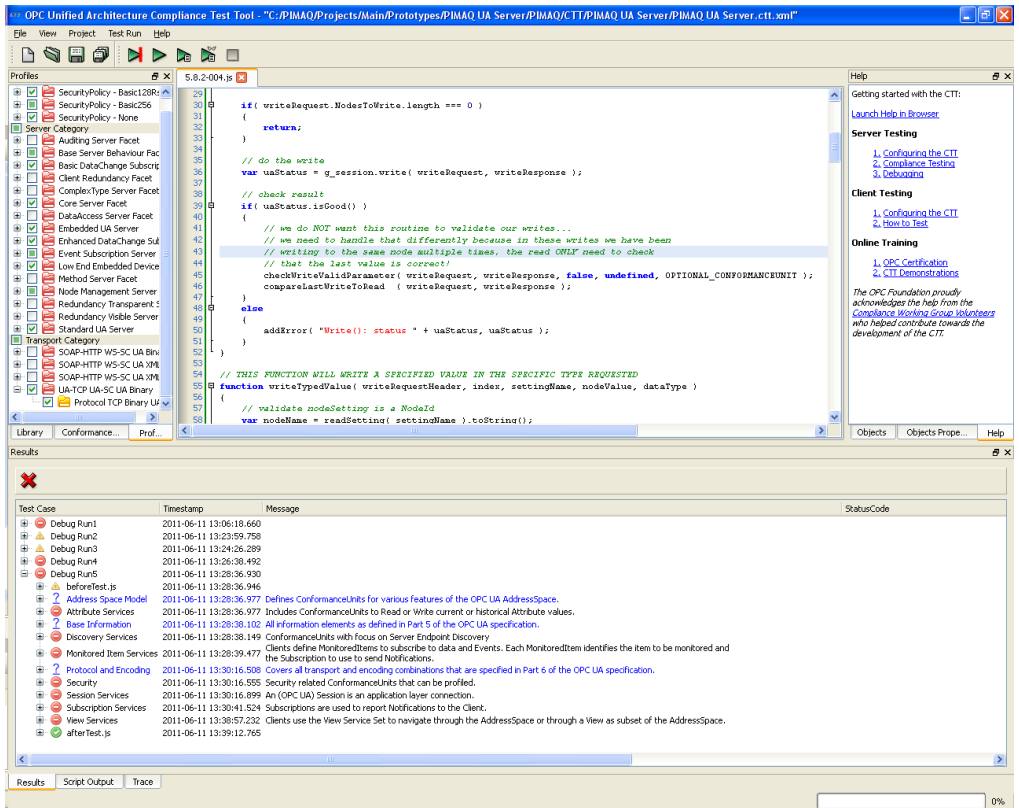 OPC Unified Architecture Compliance Test Tool - "C:/PIMAQ/Projects/Main/Prototypes/PIMAQ UA Server/PIMAQ/CTT/PIMAQ UA Server/PIMAQ UA Server.ctt.xml"
File View Project Test Run Help
Profiles
SecurityPolicy - Basic128Rs
SecurityPolicy - Basic256
SecurityPolicy - None
Server Category
Auditing Server Facet
Base Server Behaviour Fac
Basic DataChange Subscrip
Client Redundancy Facet
ComplexType Server Facet
Core Server Facet
DataAccess Server Facet
Embedded UA Server
Enhanced DataChange Sul
Event Subscription Server
Low End Embedded Device
Method Server Facet
Node Management Server
Redundancy Transparent S
Redundancy Visible Server
Standard UA Server
Transport Category
SOAP-HTTP WS-SC UA Bina
SOAP-HTTP WS-SC UA XML
SOAP-HTTP WS-SC UA XML
UA-TCP UA-SC UA Binary
Protocol TCP Binary UA
Library Conformance... Prof...
5.8.2-004.js
29
30 if( writeRequest.NodesToWrite.length === 0 )
31 {
32 return;
33 }
34
35 // do the write
36 var uaStatus = g_session.write( writeRequest, writeResponse );
37
38 // check result
39 if( uaStatus.isGood() )
40 {
41 // we do NOT want this routine to validate our writes...
42 // we need to handle that differently because in these writes we have been
43 // writing to the same node multiple times, the read ONLY need to check
44 // that the last value is correct!
45 checkWriteValidParameter( writeRequest, writeResponse, false, undefined, OPTIONAL_CONFORMANCEUNIT );
46 compareLastWriteToRead ( writeRequest, writeResponse );
47 }
48 else
49 {
50 addError( "Write(): status " + uaStatus, uaStatus );
51 }
52 }
53
54 // THIS FUNCTION WILL WRITE A SPECIFIED VALUE IN THE SPECIFIC TYPE REQUESTED
55 function writeTypedValue( writeRequestHeader, index, settingName, nodeValue, dataType )
56 {
57 // validate nodeSetting is a NodeId
58 var nodeName = readSetting( settingName ).toString();
Help
Getting started with the CTT:
Launch Help in Browser
Server Testing
1. Configuring the CTT
2. Compliance Testing
3. Debugging
Client Testing
1. Configuring the CTT
2. How to Test
Online Training
1. OPC Certification
2. CTT Demonstrations
The OPC Foundation proudly
acknowledges the help from the
Compliance Working Group Volunteers
who helped contribute towards the
development of the CTT.
Objects Objects Prope... Help
Results
Test Case Timestamp Message StatusCode
Debug Run1 2011-06-11 13:06:18.660
Debug Run2 2011-06-11 13:23:59.758
Debug Run3 2011-06-11 13:24:26.289
Debug Run4 2011-06-11 13:26:38.492
Debug Run5 2011-06-11 13:28:36.930
beforeTest.js 2011-06-11 13:28:36.946
Address Space Model 2011-06-11 13:28:36.977 Defines ConformanceUnits for various features of the OPC UA AddressSpace.
Attribute Services 2011-06-11 13:28:36.977 Includes ConformanceUnits to Read or Write current or historical Attribute values.
Base Information 2011-06-11 13:28:38.102 All information elements as defined in Part 5 of the OPC UA specification.
Discovery Services 2011-06-11 13:28:38.149 ConformanceUnits with focus on Server Endpoint Discovery
Monitored Item Services 2011-06-11 13:28:39.477 Clients define MonitoredItems to subscribe to data and Events. Each MonitoredItem identifies the item to be monitored and
the Subscription to use to send Notifications.
Protocol and Encoding 2011-06-11 13:30:16.508 Covers all transport and encoding combinations that are specified in Part 6 of the OPC UA specification.
Security 2011-06-11 13:30:16.555 Security related ConformanceUnits that can be profiled.
Session Services 2011-06-11 13:30:16.899 An (OPC UA) Session is an application layer connection.
Subscription Services 2011-06-11 13:30:41.524 Subscriptions are used to report Notifications to the Client.
View Services 2011-06-11 13:38:57.232 Clients use the View Service Set to navigate through the AddressSpace or through a View as subset of the AddressSpace.
afterTest.js 2011-06-11 13:39:12.765
Results Script Output Trace
0%